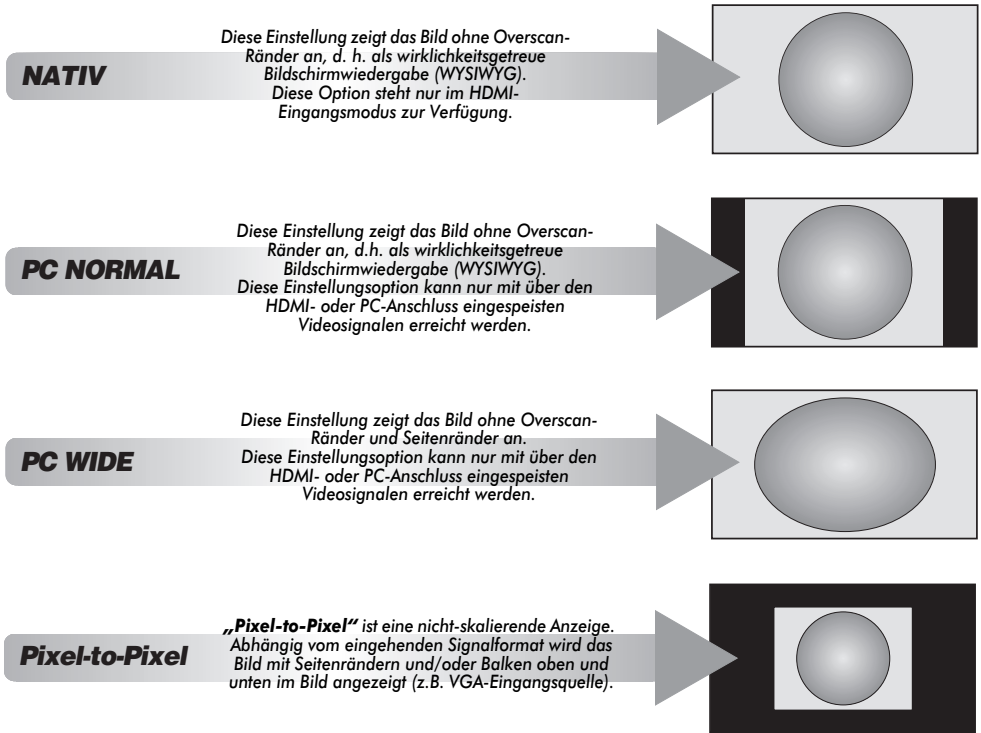 NATIV
Diese Einstellung zeigt das Bild ohne Overscan-
Ränder an, d. h. als wirklichkeitsgetreue
Bildschirmwiedergabe (WYSIWYG).
Diese Option steht nur im HDMI-
Eingangsmodus zur Verfügung.
PC NORMAL
Diese Einstellung zeigt das Bild ohne Overscan-
Ränder an, d.h. als wirklichkeitsgetreue
Bildschirmwiedergabe (WYSIWYG).
Diese Einstellungsoption kann nur mit über den
HDMI- oder PC-Anschluss eingespeisten
Videosignalen erreicht werden.
PC WIDE
Diese Einstellung zeigt das Bild ohne Overscan-
Ränder und Seitenränder an.
Diese Einstellungsoption kann nur mit über den
HDMI- oder PC-Anschluss eingespeisten
Videosignalen erreicht werden.
Pixel-to-Pixel
„Pixel-to-Pixel“ ist eine nicht-skalierende Anzeige.
Abhängig vom eingehenden Signalformat wird das
Bild mit Seitenrändern und/oder Balken oben und
unten im Bild angezeigt (z.B. VGA-Eingangsquelle).